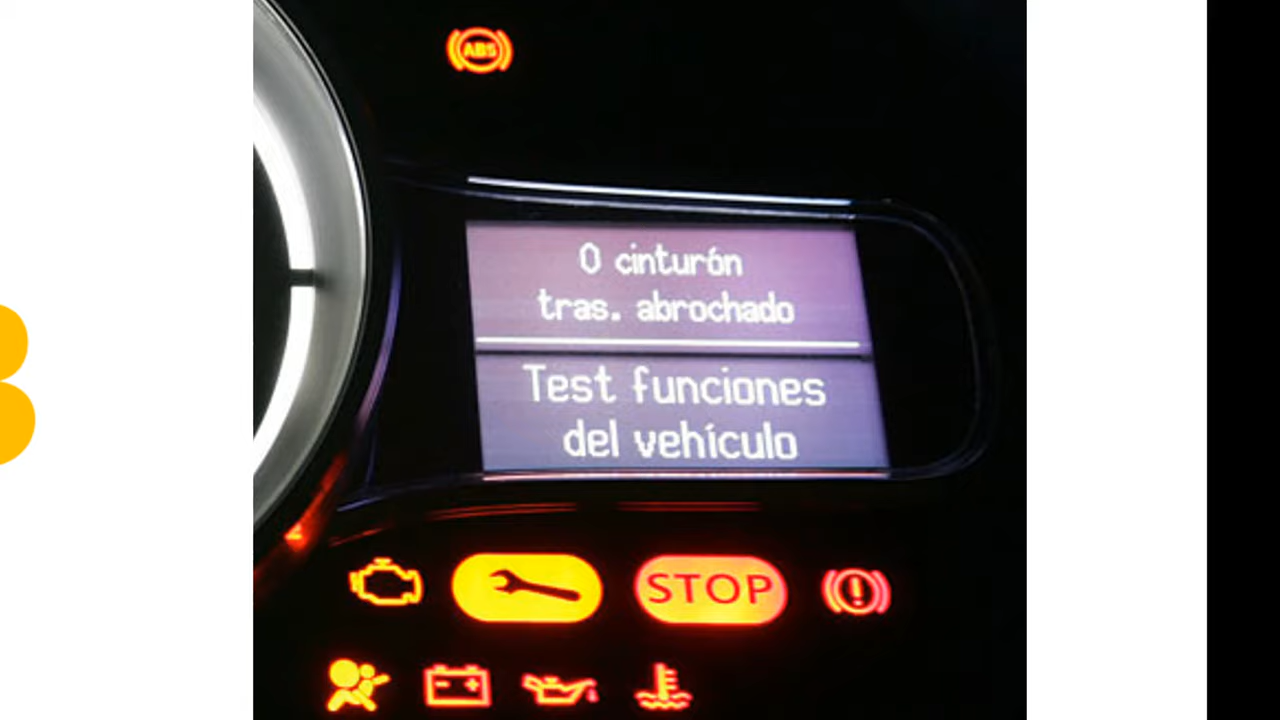 ABS
0 cinturón
tras. abrochado
Test funciones
del vehículo
STOP